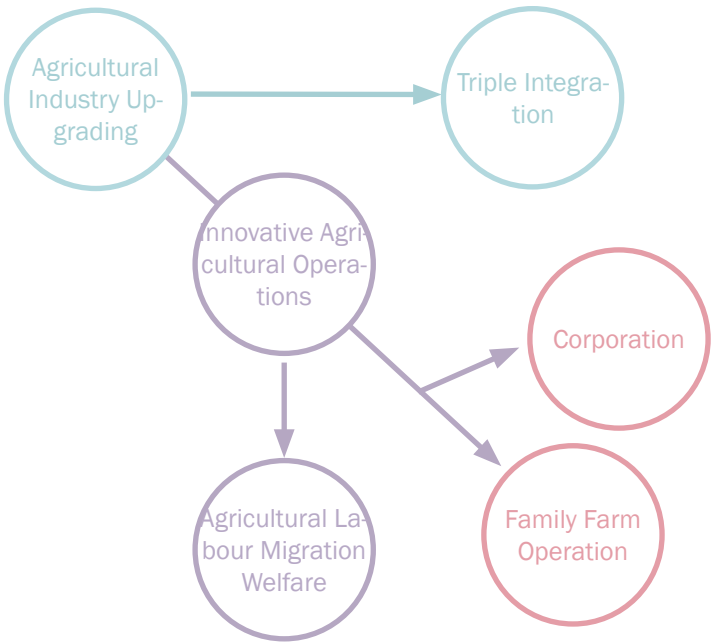 Agricultural
Industry Up-
grading
Triple Integra-
tion
Innovative Agri-
cultural Opera-
tions
Corporation
Agricultural La-
bour Migration
Welfare
Family Farm
Operation